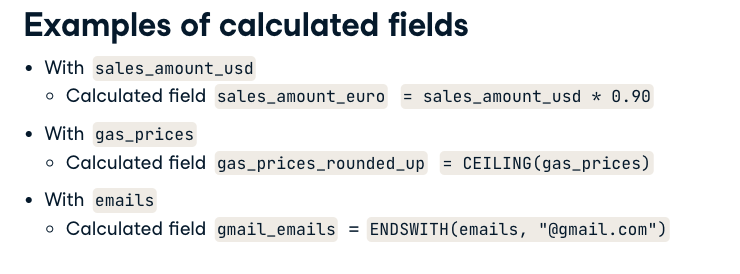 Examples of calculated fields
• With sales_amount_usd
○ Calculated field sales_amount_euro = sales_amount_usd * 0.90
• With gas_prices
○ Calculated field gas_prices_rounded_up = CEILING(gas_prices)
• With emails
○ Calculated field gmail_emails = ENDSWITH(emails, "@gmail.com")